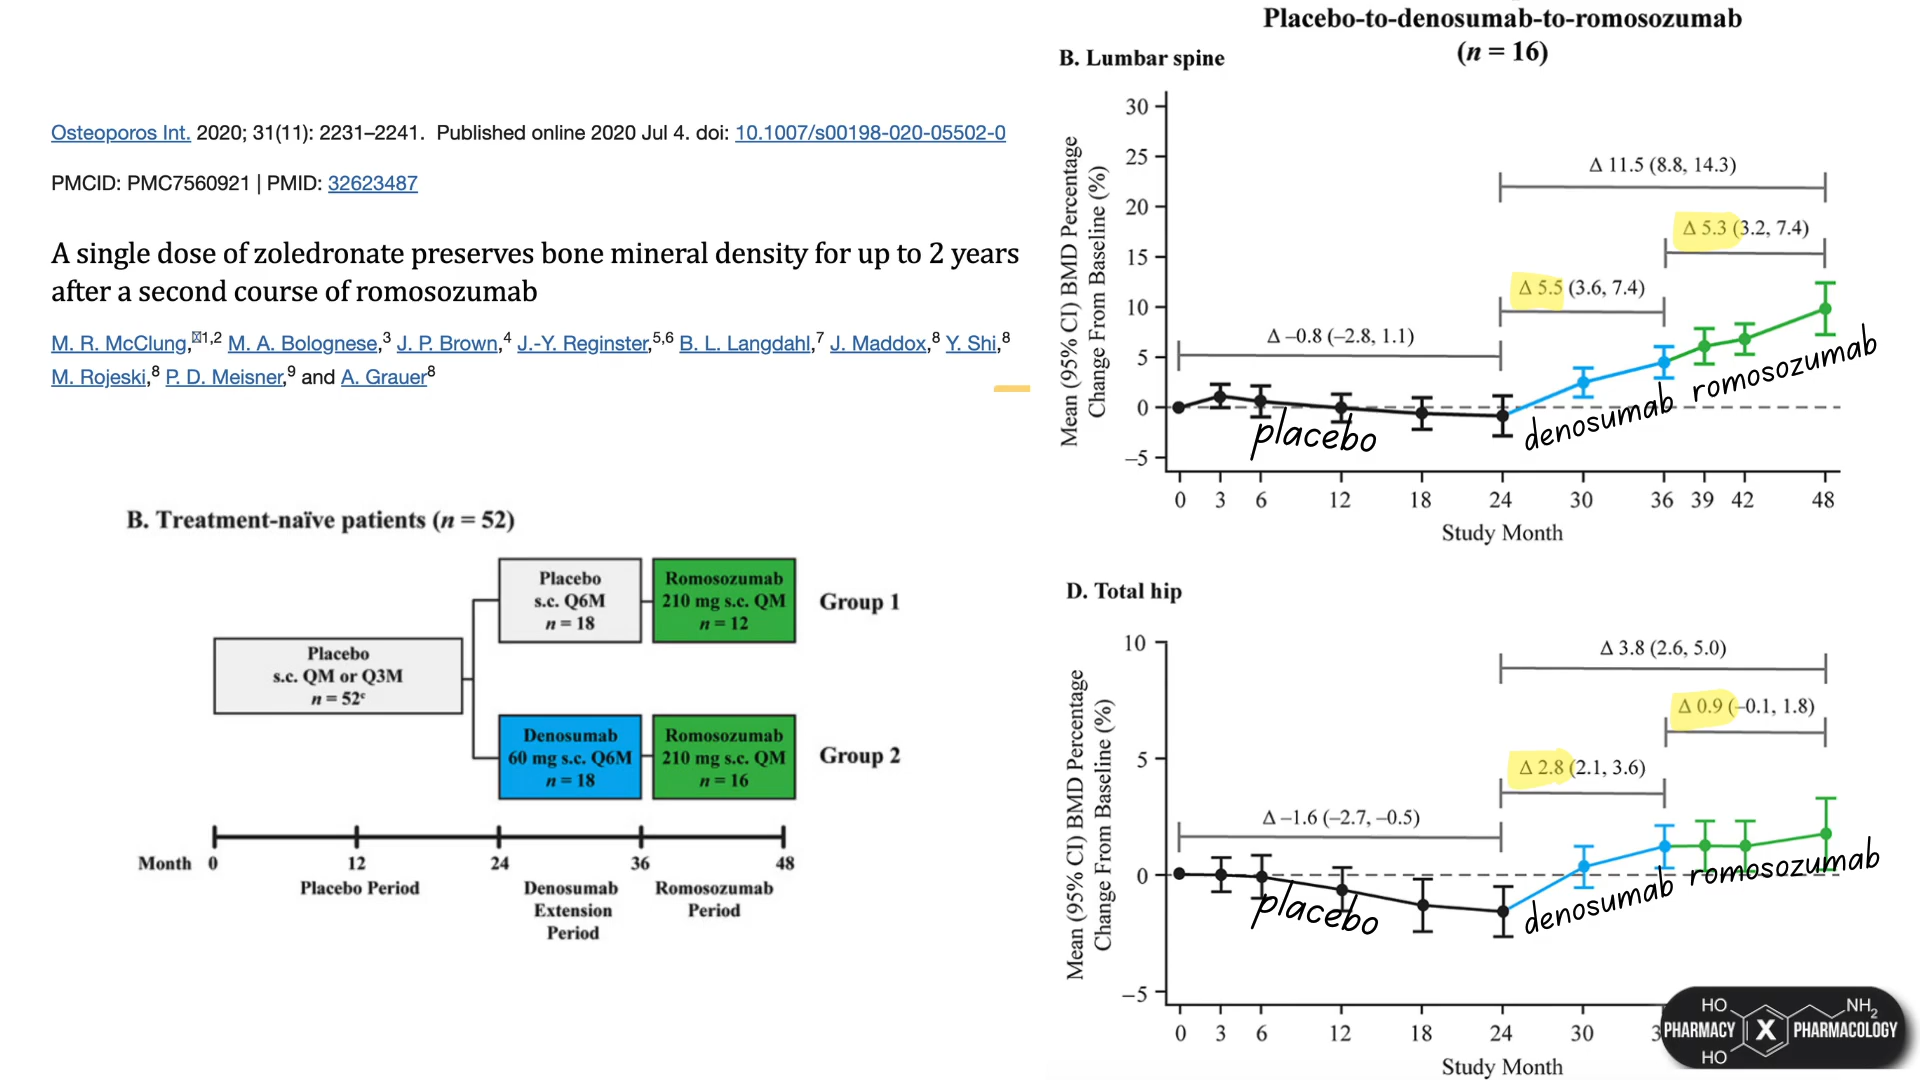 Osteoporos Int. 2020; 31(11): 2231–2241. Published online 2020 Jul 4. doi: 10.1007/s00198-020-05502-0
PMCID: PMC7560921 | PMID: 32623487
A single dose of zoledronate preserves bone mineral density for up to 2 years
after a second course of romosozumab
M. R. McClung,1,2 M. A. Bolognese,3 J. P. Brown,4 J.-Y. Reginster,5,6 B. L. Langdahl,7 J. Maddox,8 Y. Shi,8
M. Rojeski,8 P. D. Meisner,9 and A. Grauer8
B. Treatment-naïve patients (n = 52)
Placebo
s.c. QM or Q3M
n = 52c
Placebo
s.c. Q6M
n = 18
Romosozumab
210 mg s.c. QM
n = 12
Group 1
Denosumab
60 mg s.c. Q6M
n = 18
Romosozumab
210 mg s.c. QM
n = 16
Group 2
Month 0 12 24 36 48
Placebo Period
Denosumab
Extension
Period
Romosozumab
Period
Placebo-to-denosumab-to-romosozumab
(n = 16)
B. Lumbar spine
Mean (95% CI) BMD Percentage
Change From Baseline (%)
30
25
20
15
10
5
0
–5
Δ 11.5 (8.8, 14.3)
Δ 5.3 (3.2, 7.4)
Δ 5.5 (3.6, 7.4)
Δ –0.8 (–2.8, 1.1)
placebo
denosumab
romosozumab
0 3 6 12 18 24 30 36 39 42 48
Study Month
D. Total hip
Mean (95% CI) BMD Percentage
Change From Baseline (%)
10
5
0
–5
Δ 3.8 (2.6, 5.0)
Δ 0.9 (–0.1, 1.8)
Δ 2.8 (2.1, 3.6)
Δ –1.6 (–2.7, –0.5)
placebo
denosumab
romosozumab
0 3 6 12 18 24 30 3
Study Month
HO NH2
PHARMACY X PHARMACOLOGY
HO